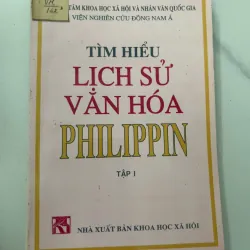 TÂM KHOA HỌC XÃ HỘI VÀ NHÂN VĂN QUỐC GIA
VIỆN NGHIÊN CỨU ĐÔNG NAM Á
TÌM HIỂU
LỊCH SỬ
VĂN HÓA
PHILIPPIN
TẬP 1
NHÀ XUẤT BẢN KHOA HỌC XÃ HỘI